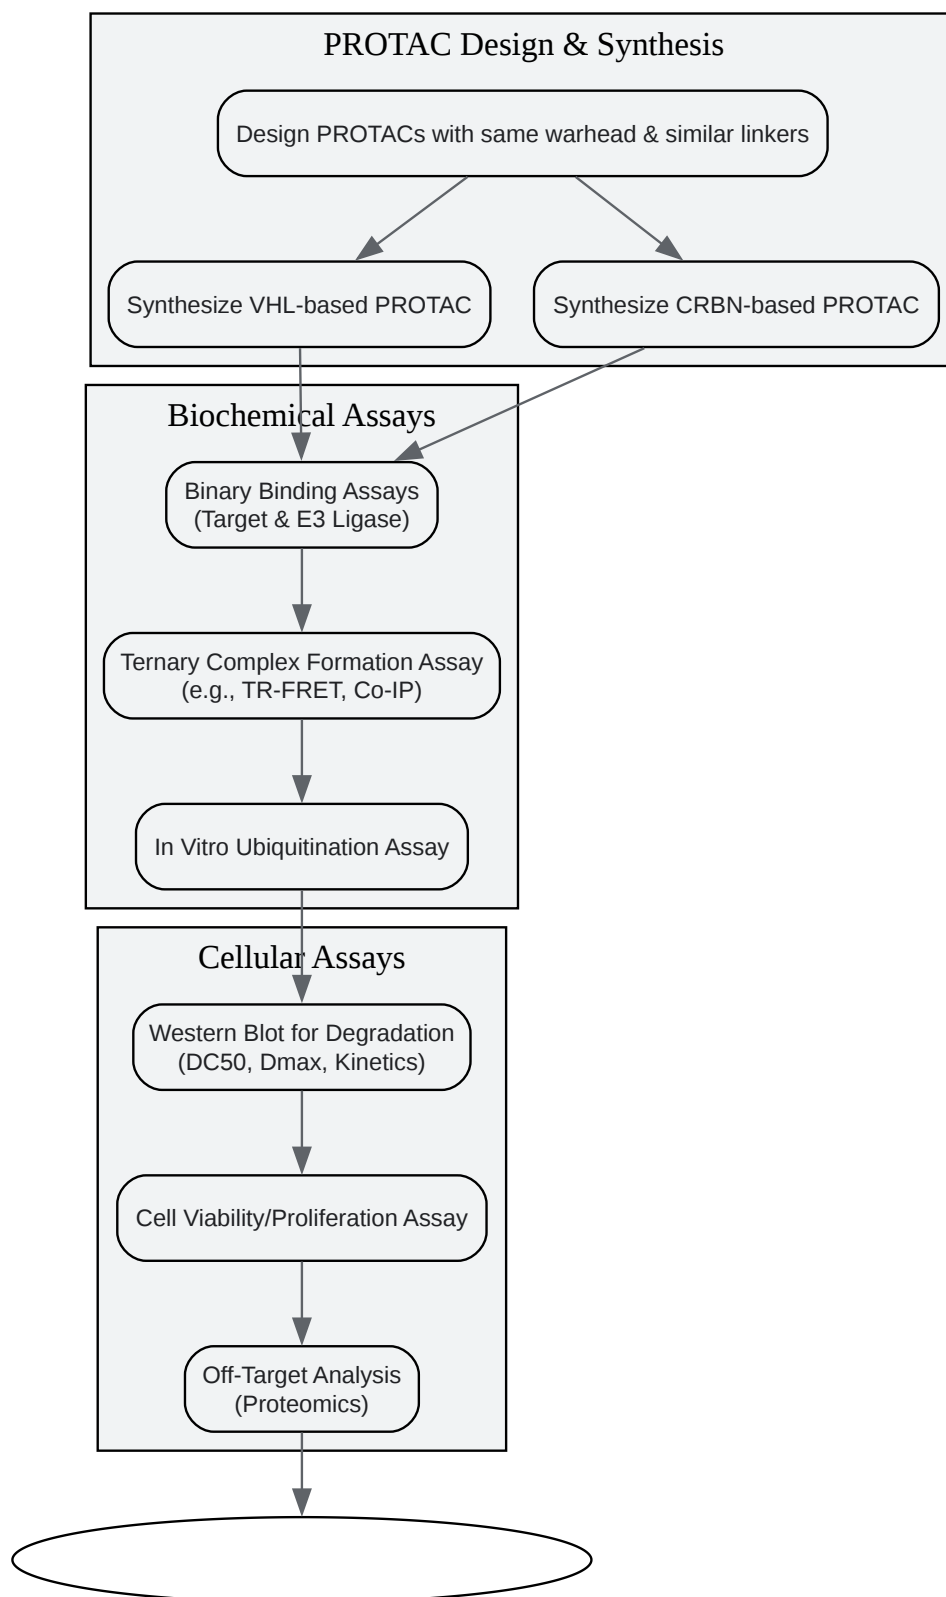 PROTAC Design & Synthesis
Design PROTACs with same warhead & similar linkers
Synthesize VHL-based PROTAC
Synthesize CRBN-based PROTAC
Biochemical Assays
Binary Binding Assays
(Target & E3 Ligase)
Ternary Complex Formation Assay
(e.g., TR-FRET, Co-IP)
In Vitro Ubiquitination Assay
Cellular Assays
Western Blot for Degradation
(DC50, Dmax, Kinetics)
Cell Viability/Proliferation Assay
Off-Target Analysis
(Proteomics)